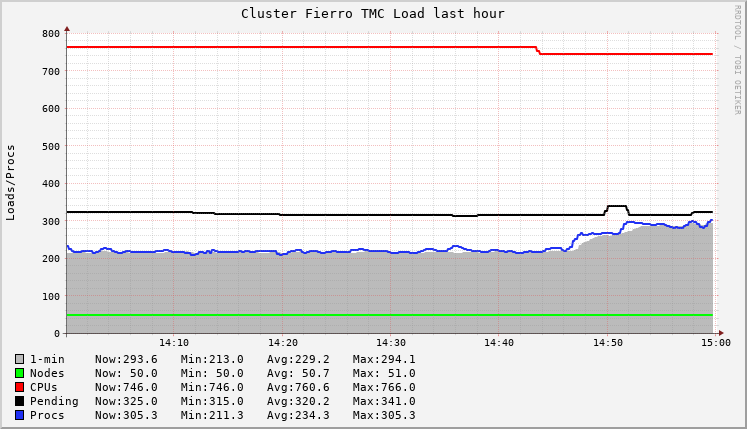 Cluster Fierro TMC Load last hour
RRDTOOL / TOBI OETIKER
Loads/Procs
800
700
600
500
400
300
200
100
0
14:10 14:20 14:30 14:40 14:50 15:00
1-min Now:293.6 Min:213.0 Avg:229.2 Max:294.1
Nodes Now: 50.0 Min: 50.0 Avg: 50.7 Max: 51.0
CPUs Now:746.0 Min:746.0 Avg:760.6 Max:766.0
Pending Now:325.0 Min:315.0 Avg:320.2 Max:341.0
Procs Now:305.3 Min:211.3 Avg:234.3 Max:305.3